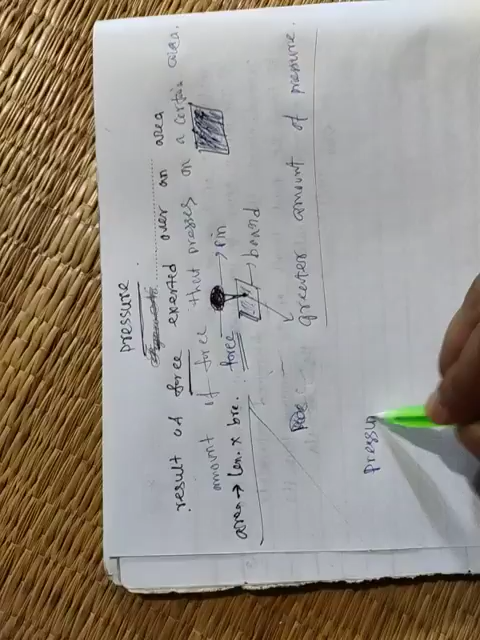 pressure.
result of force exerted over an area
amount of force that presses on a certain area.
area → len. x bre. force → pin
→ board
greater amount of pressure.
pressu